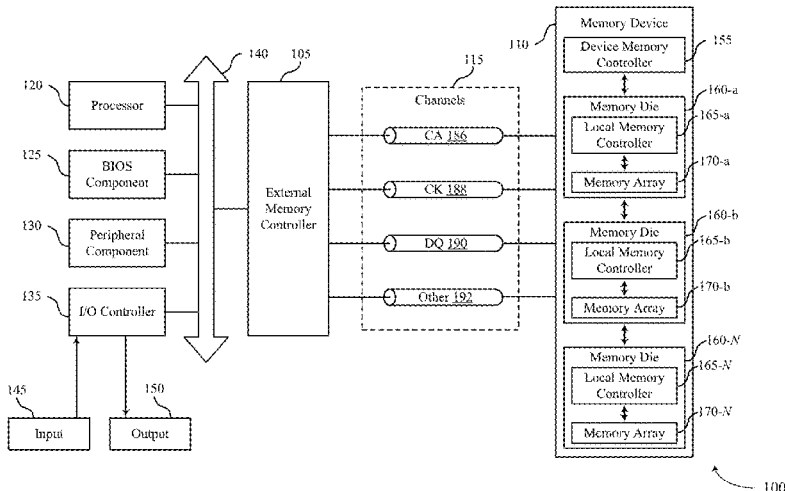 120
Processor
125
BIOS
Component
130
Peripheral
Component
135
I/O Controller
145
Input
150
Output
140
105
External
Memory
Controller
115
Channels
CA 186
CK 188
DQ 190
Other 192
110
Memory Device
Device Memory
Controller
155
160-a
Memory Die
165-a
Local Memory
Controller
170-a
Memory Array
160-b
Memory Die
165-b
Local Memory
Controller
170-b
Memory Array
160-N
Memory Die
165-N
Local Memory
Controller
170-N
Memory Array
100